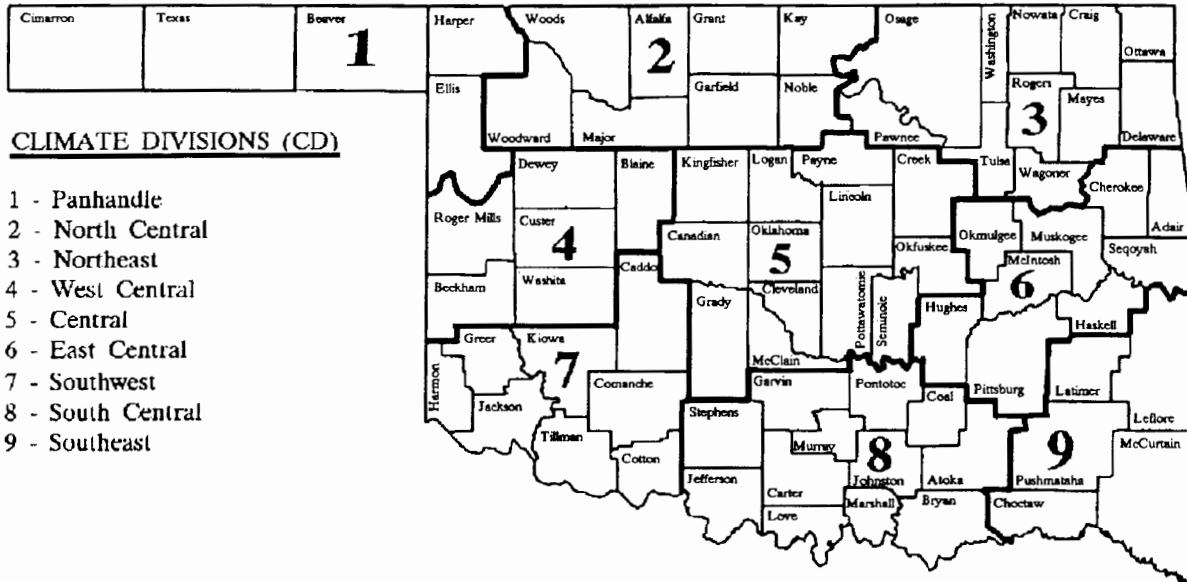 Cimarron
Texas
Beaver
Harper
Woods
Alfalfa
Grant
Kay
Osage
Washington
Nowata
Craig
Ottawa
1
2
Ellis
Woodward
Major
Garfield
Noble
Pawnee
Rogers
Mayes
3
Delaware
CLIMATE DIVISIONS (CD)
1 - Panhandle
2 - North Central
3 - Northeast
4 - West Central
5 - Central
6 - East Central
7 - Southwest
8 - South Central
9 - Southeast
Dewey
Blaine
Kingfisher
Logan
Payne
Creek
Tulsa
Wagoner
Cherokee
Adair
Lincoln
Roger Mills
Custer
4
Canadian
Oklahoma
5
Okfuskee
Okmulgee
Muskogee
Seqoyah
McIntosh
6
Beckham
Washita
Caddo
Grady
Cleveland
Pottawatomie
Seminole
Hughes
Haskell
McClain
Greer
Kiowa
7
Harmon
Jackson
Comanche
Tillman
Cotton
Stephens
Garvin
Pontotoc
Coal
Pittsburg
Latimer
Leflore
McCurtain
Murray
8
Johnston
Atoka
9
Pushmataha
Jefferson
Carter
Marshall
Bryan
Choctaw
Love